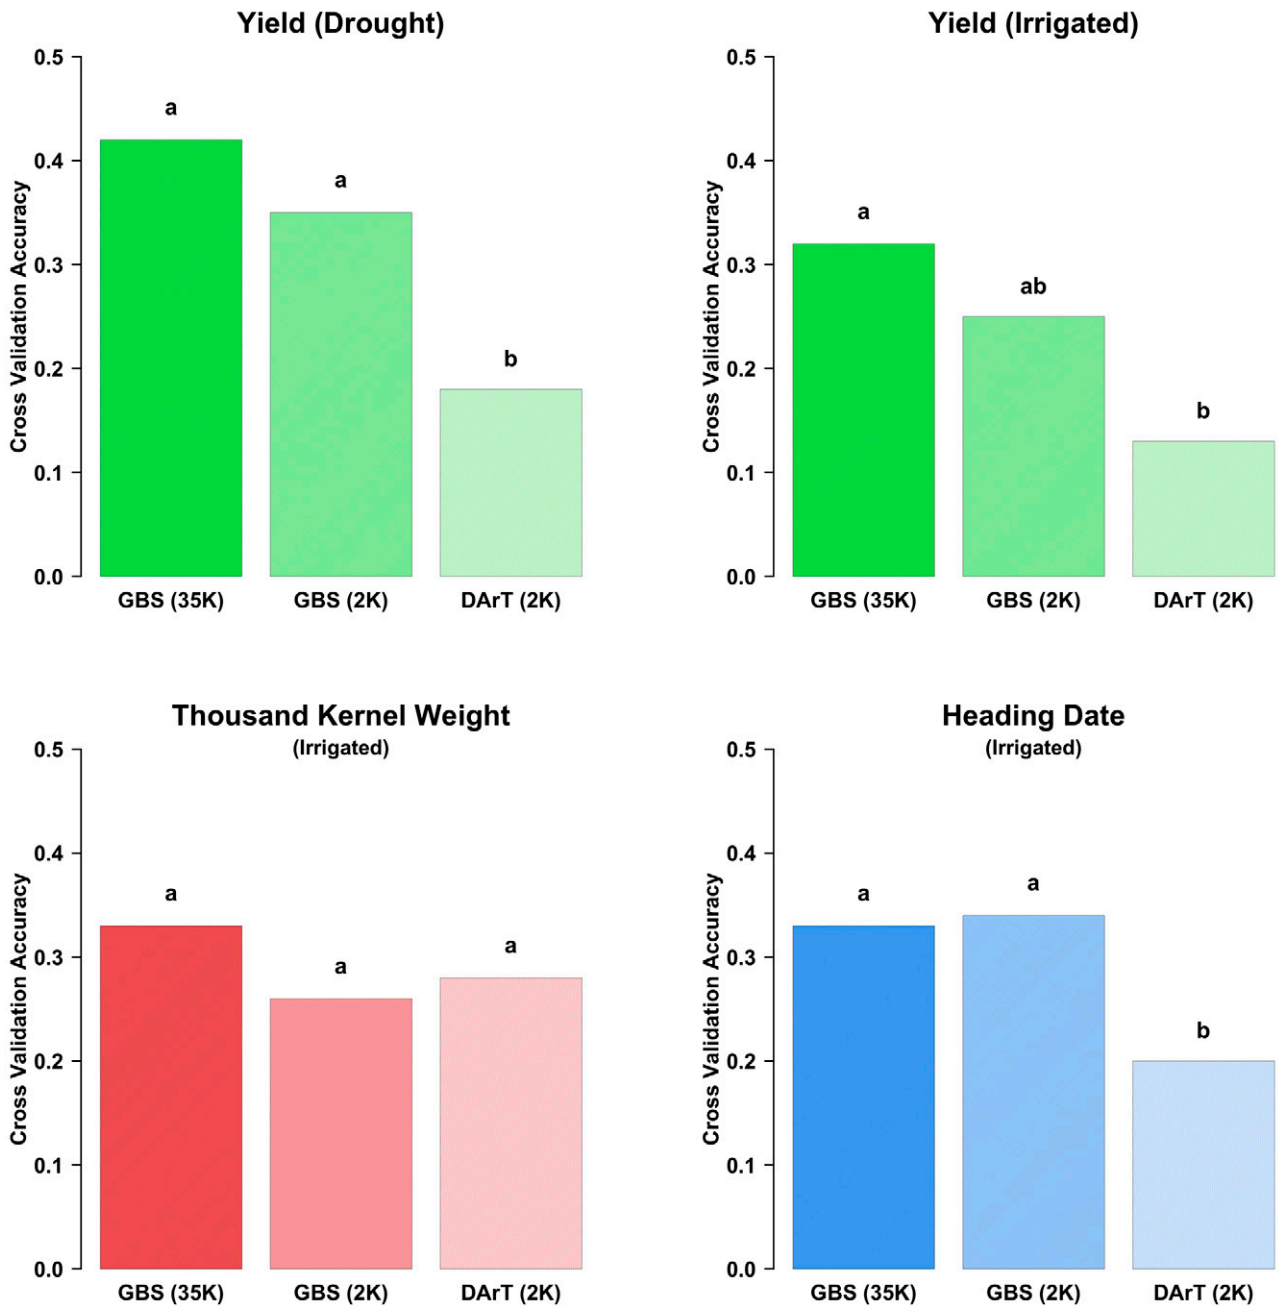 Yield (Drought)
Cross Validation Accuracy
0.5
0.4
0.3
0.2
0.1
0.0
a
a
b
GBS (35K) GBS (2K) DArT (2K)
Yield (Irrigated)
Cross Validation Accuracy
0.5
0.4
0.3
0.2
0.1
0.0
a
ab
b
GBS (35K) GBS (2K) DArT (2K)
Thousand Kernel Weight
(Irrigated)
Cross Validation Accuracy
0.5
0.4
0.3
0.2
0.1
0.0
a
a
a
GBS (35K) GBS (2K) DArT (2K)
Heading Date
(Irrigated)
Cross Validation Accuracy
0.5
0.4
0.3
0.2
0.1
0.0
a
a
b
GBS (35K) GBS (2K) DArT (2K)